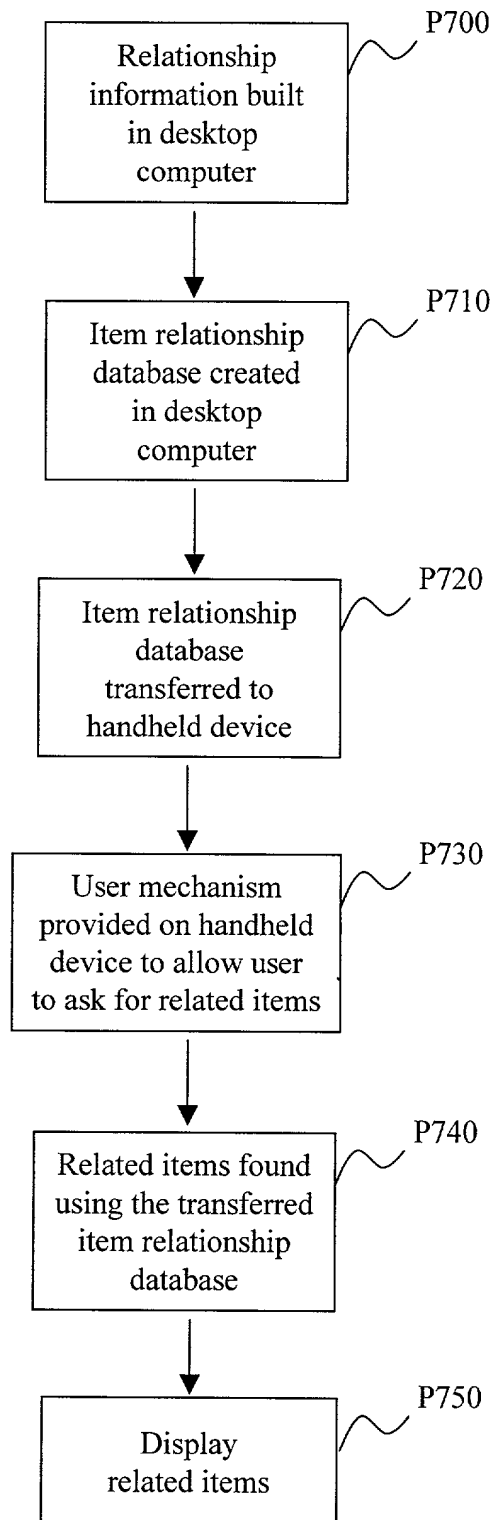 P700
Relationship
information built
in desktop
computer
P710
Item relationship
database created
in desktop
computer
P720
Item relationship
database
transferred to
handheld device
P730
User mechanism
provided on handheld
device to allow user
to ask for related items
P740
Related items found
using the transferred
item relationship
database
P750
Display
related items